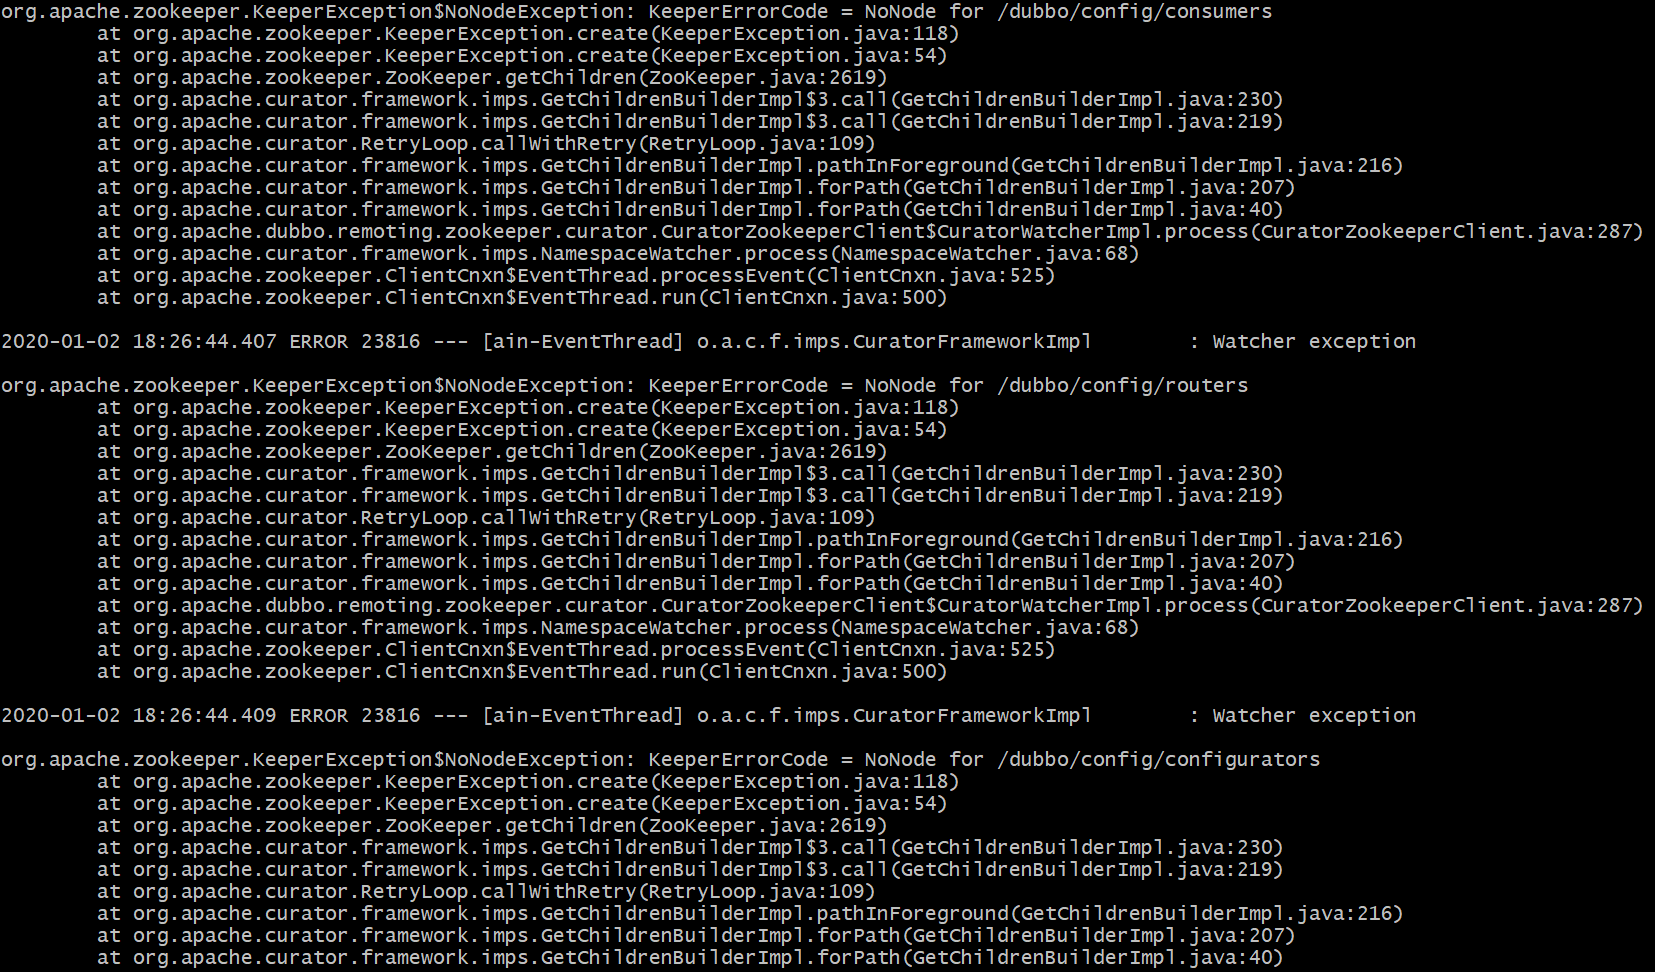 org.apache.zookeeper.KeeperException$NoNodeException: KeeperErrorCode = NoNode for /dubbo/config/consumers
        at org.apache.zookeeper.KeeperException.create(KeeperException.java:118)
        at org.apache.zookeeper.KeeperException.create(KeeperException.java:54)
        at org.apache.zookeeper.ZooKeeper.getChildren(ZooKeeper.java:2619)
        at org.apache.curator.framework.imps.GetChildrenBuilderImpl$3.call(GetChildrenBuilderImpl.java:230)
        at org.apache.curator.framework.imps.GetChildrenBuilderImpl$3.call(GetChildrenBuilderImpl.java:219)
        at org.apache.curator.RetryLoop.callWithRetry(RetryLoop.java:109)
        at org.apache.curator.framework.imps.GetChildrenBuilderImpl.pathInForeground(GetChildrenBuilderImpl.java:216)
        at org.apache.curator.framework.imps.GetChildrenBuilderImpl.forPath(GetChildrenBuilderImpl.java:207)
        at org.apache.curator.framework.imps.GetChildrenBuilderImpl.forPath(GetChildrenBuilderImpl.java:40)
        at org.apache.dubbo.remoting.zookeeper.curator.CuratorZookeeperClient$CuratorWatcherImpl.process(CuratorZookeeperClient.java:287)
        at org.apache.curator.framework.imps.NamespaceWatcher.process(NamespaceWatcher.java:68)
        at org.apache.zookeeper.ClientCnxn$EventThread.processEvent(ClientCnxn.java:525)
        at org.apache.zookeeper.ClientCnxn$EventThread.run(ClientCnxn.java:500)
2020-01-02 18:26:44.407 ERROR 23816 --- [ain-EventThread] o.a.c.f.imps.CuratorFrameworkImpl        : Watcher exception
org.apache.zookeeper.KeeperException$NoNodeException: KeeperErrorCode = NoNode for /dubbo/config/routers
        at org.apache.zookeeper.KeeperException.create(KeeperException.java:118)
        at org.apache.zookeeper.KeeperException.create(KeeperException.java:54)
        at org.apache.zookeeper.ZooKeeper.getChildren(ZooKeeper.java:2619)
        at org.apache.curator.framework.imps.GetChildrenBuilderImpl$3.call(GetChildrenBuilderImpl.java:230)
        at org.apache.curator.framework.imps.GetChildrenBuilderImpl$3.call(GetChildrenBuilderImpl.java:219)
        at org.apache.curator.RetryLoop.callWithRetry(RetryLoop.java:109)
        at org.apache.curator.framework.imps.GetChildrenBuilderImpl.pathInForeground(GetChildrenBuilderImpl.java:216)
        at org.apache.curator.framework.imps.GetChildrenBuilderImpl.forPath(GetChildrenBuilderImpl.java:207)
        at org.apache.curator.framework.imps.GetChildrenBuilderImpl.forPath(GetChildrenBuilderImpl.java:40)
        at org.apache.dubbo.remoting.zookeeper.curator.CuratorZookeeperClient$CuratorWatcherImpl.process(CuratorZookeeperClient.java:287)
        at org.apache.curator.framework.imps.NamespaceWatcher.process(NamespaceWatcher.java:68)
        at org.apache.zookeeper.ClientCnxn$EventThread.processEvent(ClientCnxn.java:525)
        at org.apache.zookeeper.ClientCnxn$EventThread.run(ClientCnxn.java:500)
2020-01-02 18:26:44.409 ERROR 23816 --- [ain-EventThread] o.a.c.f.imps.CuratorFrameworkImpl        : Watcher exception
org.apache.zookeeper.KeeperException$NoNodeException: KeeperErrorCode = NoNode for /dubbo/config/configurators
        at org.apache.zookeeper.KeeperException.create(KeeperException.java:118)
        at org.apache.zookeeper.KeeperException.create(KeeperException.java:54)
        at org.apache.zookeeper.ZooKeeper.getChildren(ZooKeeper.java:2619)
        at org.apache.curator.framework.imps.GetChildrenBuilderImpl$3.call(GetChildrenBuilderImpl.java:230)
        at org.apache.curator.framework.imps.GetChildrenBuilderImpl$3.call(GetChildrenBuilderImpl.java:219)
        at org.apache.curator.RetryLoop.callWithRetry(RetryLoop.java:109)
        at org.apache.curator.framework.imps.GetChildrenBuilderImpl.pathInForeground(GetChildrenBuilderImpl.java:216)
        at org.apache.curator.framework.imps.GetChildrenBuilderImpl.forPath(GetChildrenBuilderImpl.java:207)
        at org.apache.curator.framework.imps.GetChildrenBuilderImpl.forPath(GetChildrenBuilderImpl.java:40)